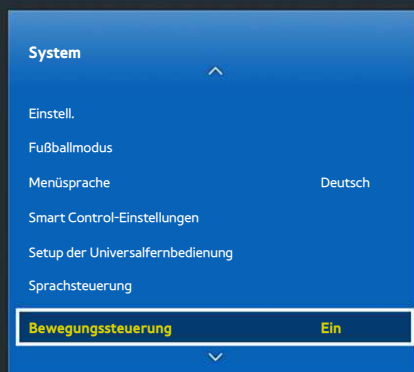 System
Einstell.
Fußballmodus
Menüsprache Deutsch
Smart Control-Einstellungen
Setup der Universalfernbedienung
Sprachsteuerung
Bewegungssteuerung Ein